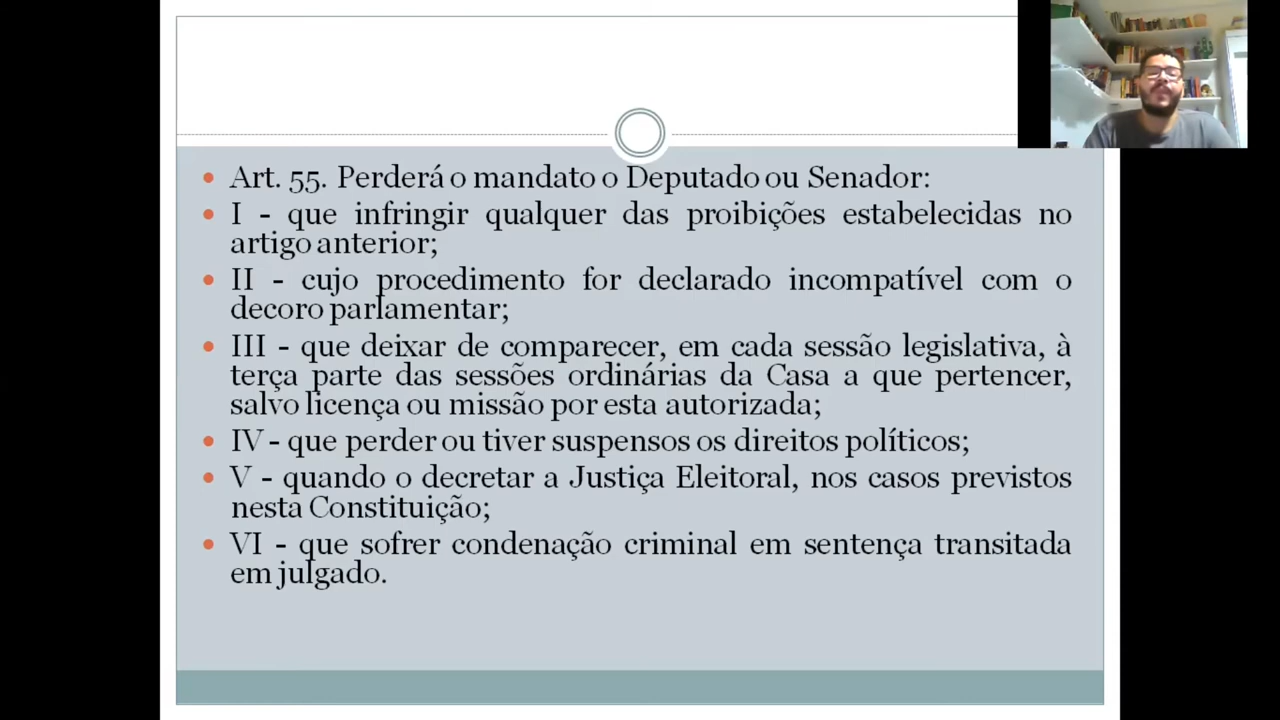 Art. 55. Perderá o mandato o Deputado ou Senador:
I - que infringir qualquer das proibições estabelecidas no
artigo anterior;
II - cujo procedimento for declarado incompatível com o
decoro parlamentar;
III - que deixar de comparecer, em cada sessão legislativa, à
terça parte das sessões ordinárias da Casa a que pertencer,
salvo licença ou missão por esta autorizada;
IV - que perder ou tiver suspensos os direitos políticos;
V - quando o decretar a Justiça Eleitoral, nos casos previstos
nesta Constituição;
VI - que sofrer condenação criminal em sentença transitada
em julgado.